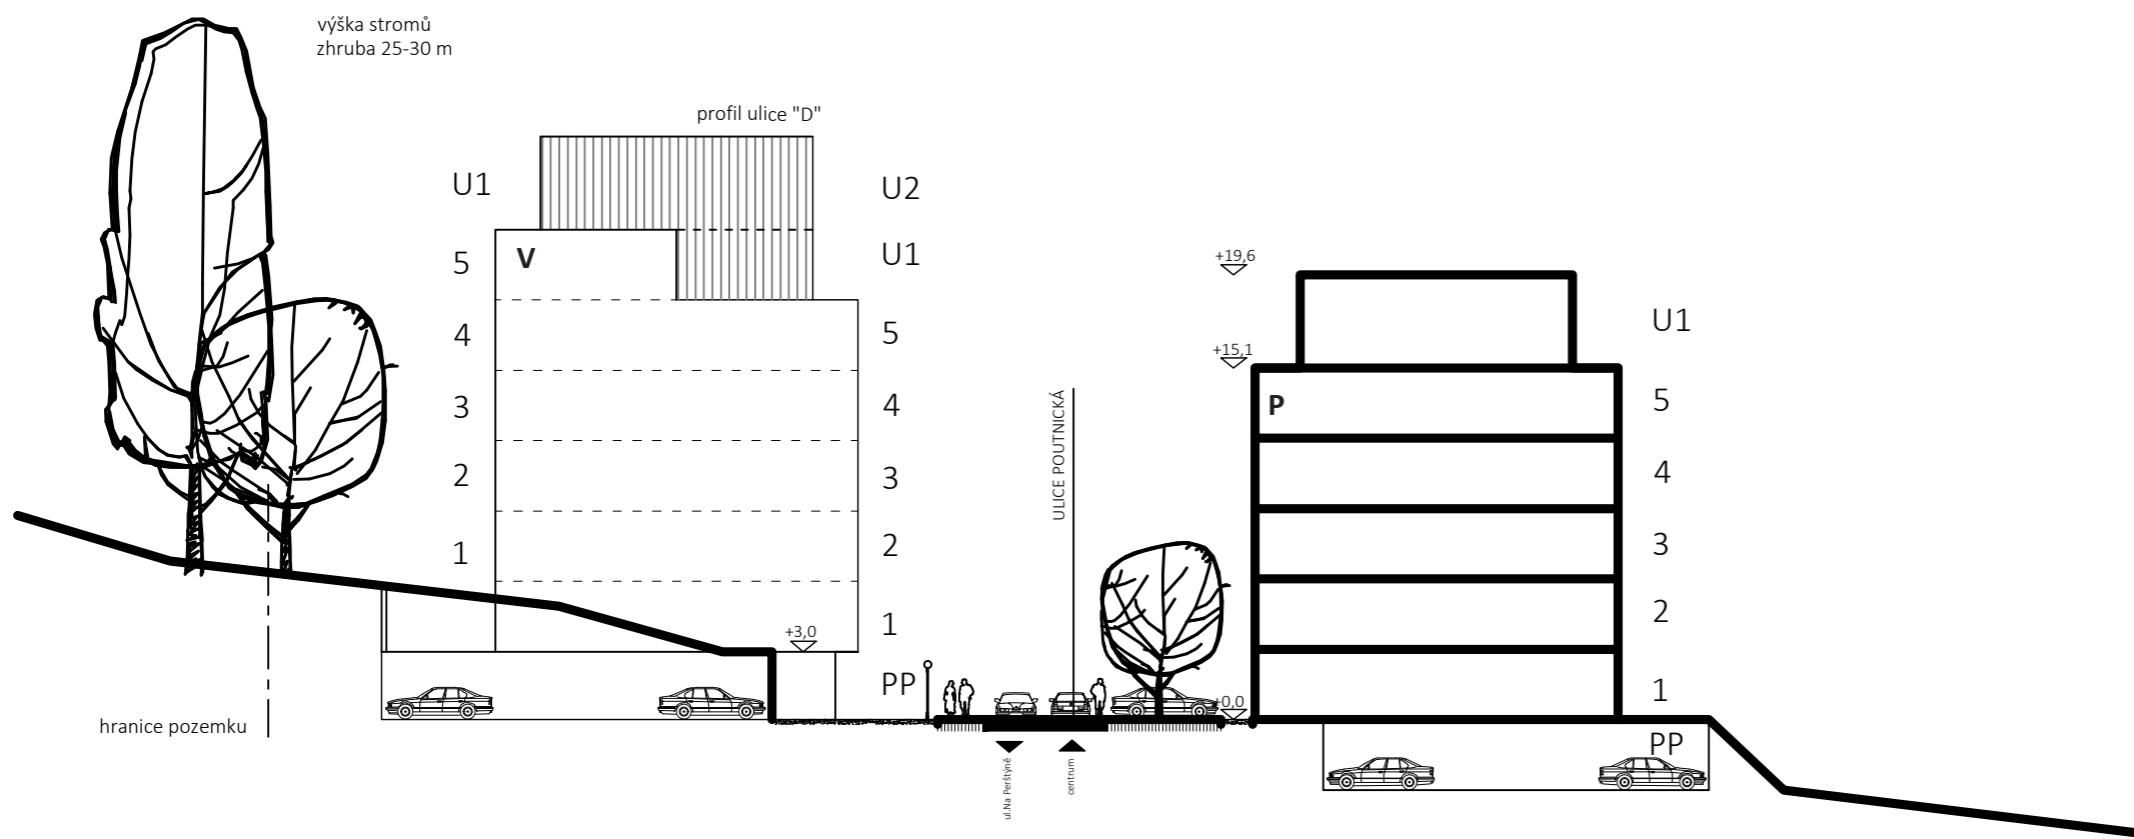 výška stromů
zhruba 25-30 m
profil ulice "D"
U1
5
4
3
2
1
V
U2
U1
5
4
3
2
1
PP
+3,0
hranice pozemku
ULICE POUTNICKÁ
ul.Na Perštýně
centrum
+19,6
+15,1
+0,0
P
U1
5
4
3
2
1
PP